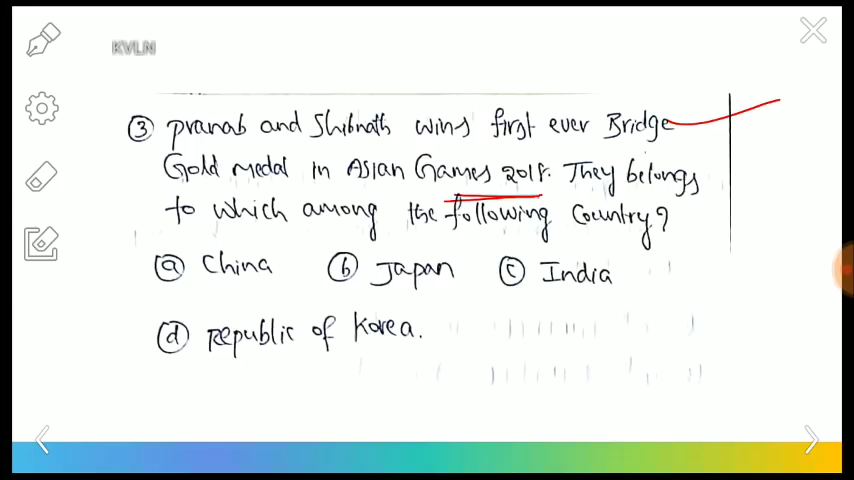 KVLN
③ Pranab and Shibnath wins first ever Bridge
Gold medal in Asian Games 2018. They belongs
to which among the following Country?
ⓐ China ⓑ Japan ⓒ India
ⓓ Republic of Korea.